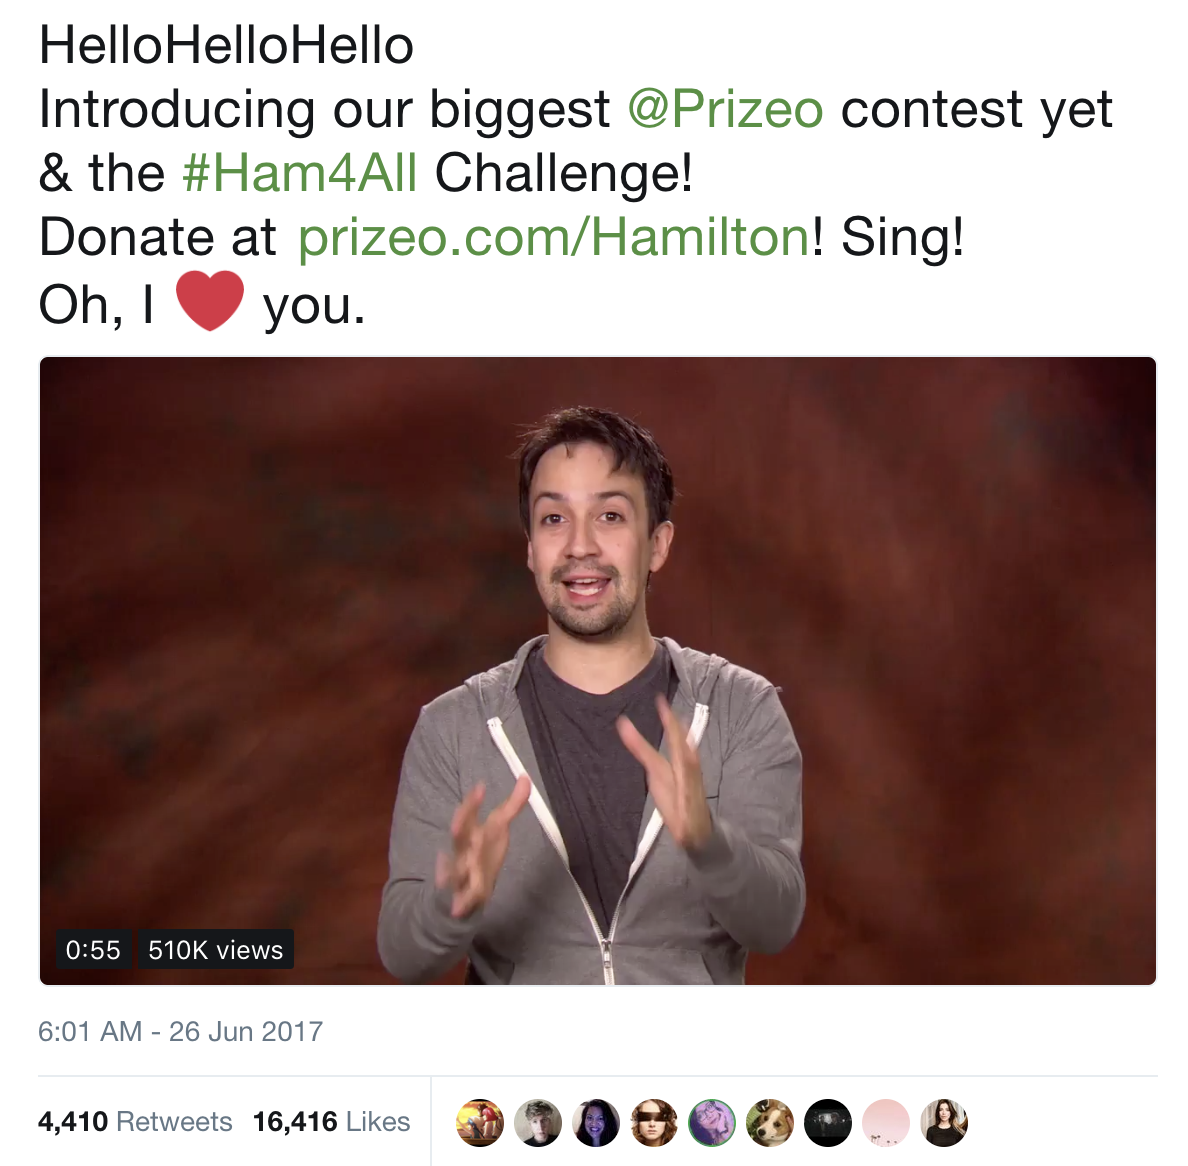 HelloHelloHello
Introducing our biggest @Prizeo contest yet
& the #Ham4All Challenge!
Donate at prizeo.com/Hamilton! Sing!
Oh, I ❤️ you.
0:55 510K views
6:01 AM - 26 Jun 2017
4,410 Retweets 16,416 Likes